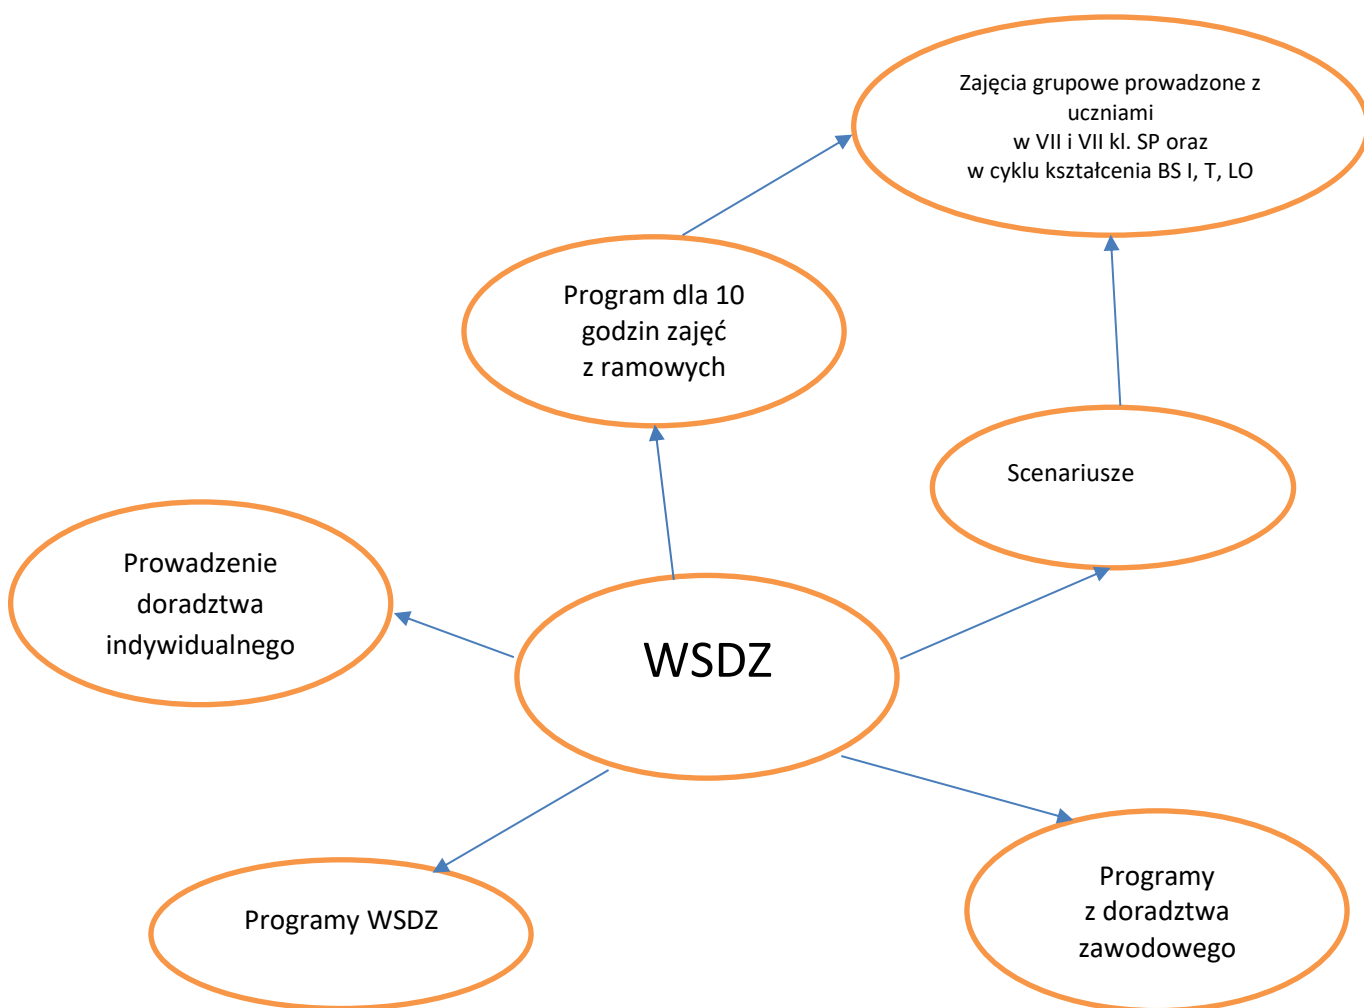 Zajęcia grupowe prowadzone z
uczniami
w VII i VII kl. SP oraz
w cyklu kształcenia BS I, T, LO
Program dla 10
godzin zajęć
z ramowych
Scenariusze
Prowadzenie
doradztwa
indywidualnego
WSDZ
Programy WSDZ
Programy
z doradztwa
zawodowego